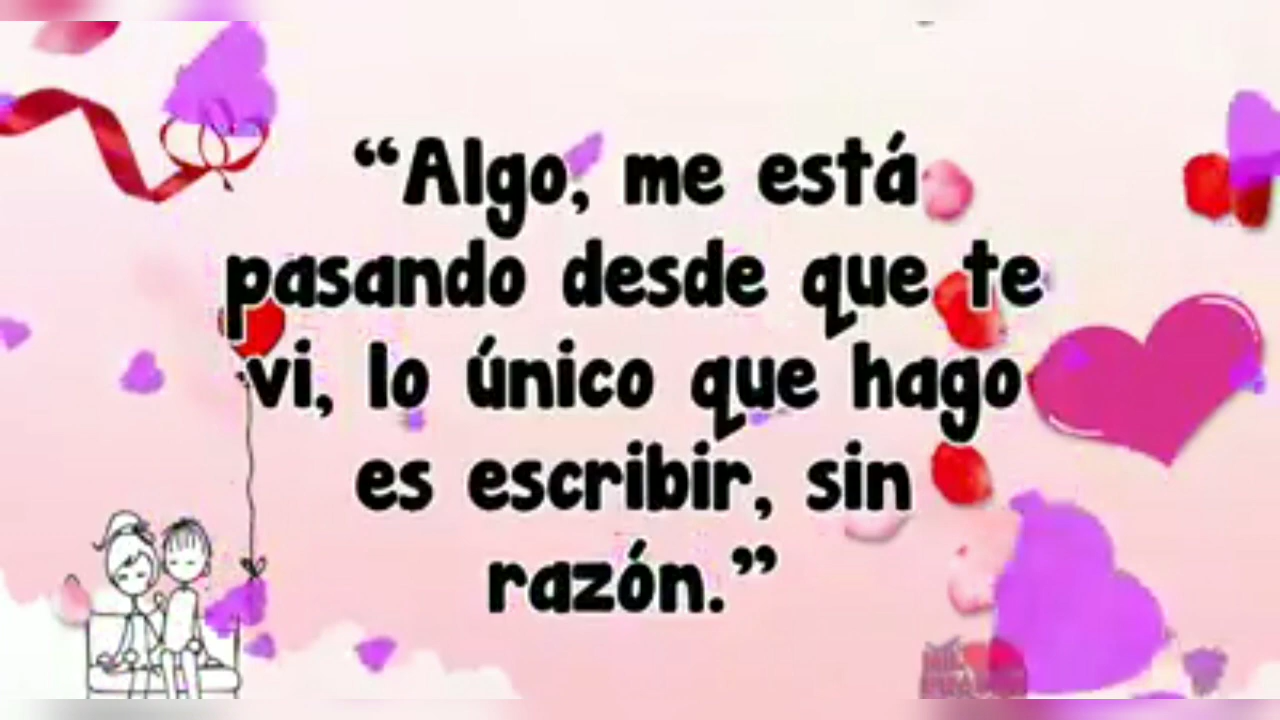 “Algo, me está
pasando desde que te
vi, lo único que hago
es escribir, sin
razón.”